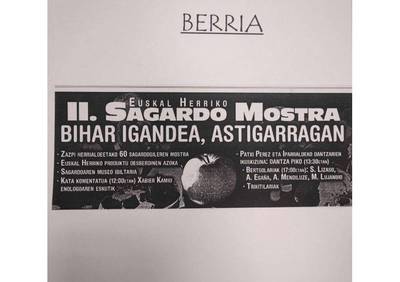 BERRIA
EUSKAL HERRIKO
II. SAGARDO MOSTRA
BIHAR IGANDEA, ASTIGARRAGAN
· ZAZPI HERRIALDEETAKO 60 SAGARDOGILEREN MOSTRA
· EUSKAL HERRIKO PRODUKTU DESBERDINEN AZOKA
· SAGARDOAREN MUSEO IBILTARIA
· KATA KOMENTATUA (12:00ETAN) XABIER KAMIO
ENOLOGOAREN ESKUTIK
· PATXI PEREZ ETA IPARRALDEKO DANTZARIEN
IKUSKIZUNA: DANTZA PIKO (13:30ETAN)
· BERTSOLARIAK (17:00ETAN): S. LIZASO,
A. EGAÑA, A. MENDILUZE, M. LUJANBIO
· TRIKITILARIAK